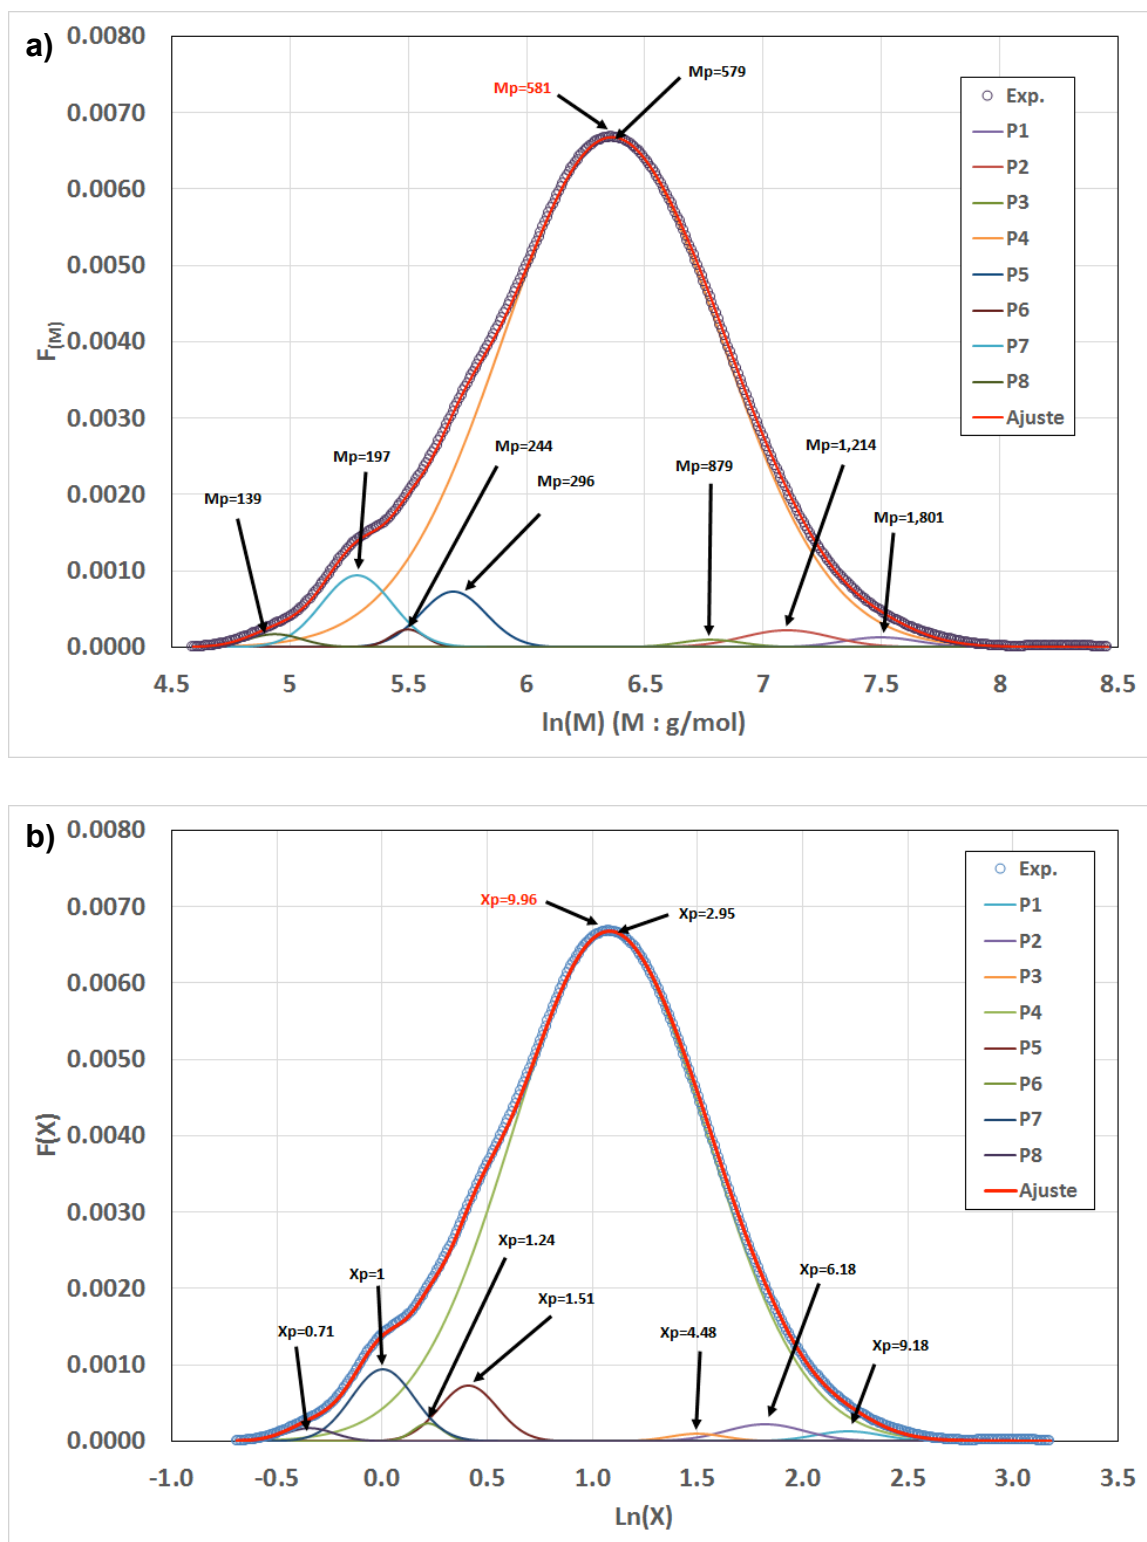 a)
0.0080
0.0070
0.0060
0.0050
0.0040
0.0030
0.0020
0.0010
0.0000
F(M)
Mp=581
Mp=579
Mp=139
Mp=197
Mp=244
Mp=296
Mp=879
Mp=1,214
Mp=1,801
Exp.
P1
P2
P3
P4
P5
P6
P7
P8
Ajuste
4.5 5 5.5 6 6.5 7 7.5 8 8.5
ln(M) (M : g/mol)
b)
0.0080
0.0070
0.0060
0.0050
0.0040
0.0030
0.0020
0.0010
0.0000
F(X)
Xp=9.96
Xp=2.95
Xp=0.71
Xp=1
Xp=1.24
Xp=1.51
Xp=4.48
Xp=6.18
Xp=9.18
Exp.
P1
P2
P3
P4
P5
P6
P7
P8
Ajuste
-1.0 -0.5 0.0 0.5 1.0 1.5 2.0 2.5 3.0 3.5
Ln(X)